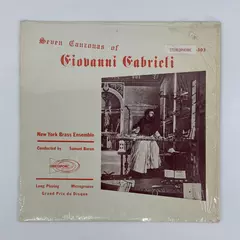 Seven Canzonas of
Giovanni Gabrieli
New York Brass Ensemble
Conducted by Samuel Baron
Long Playing Microgroove
Grand Prix du Disque